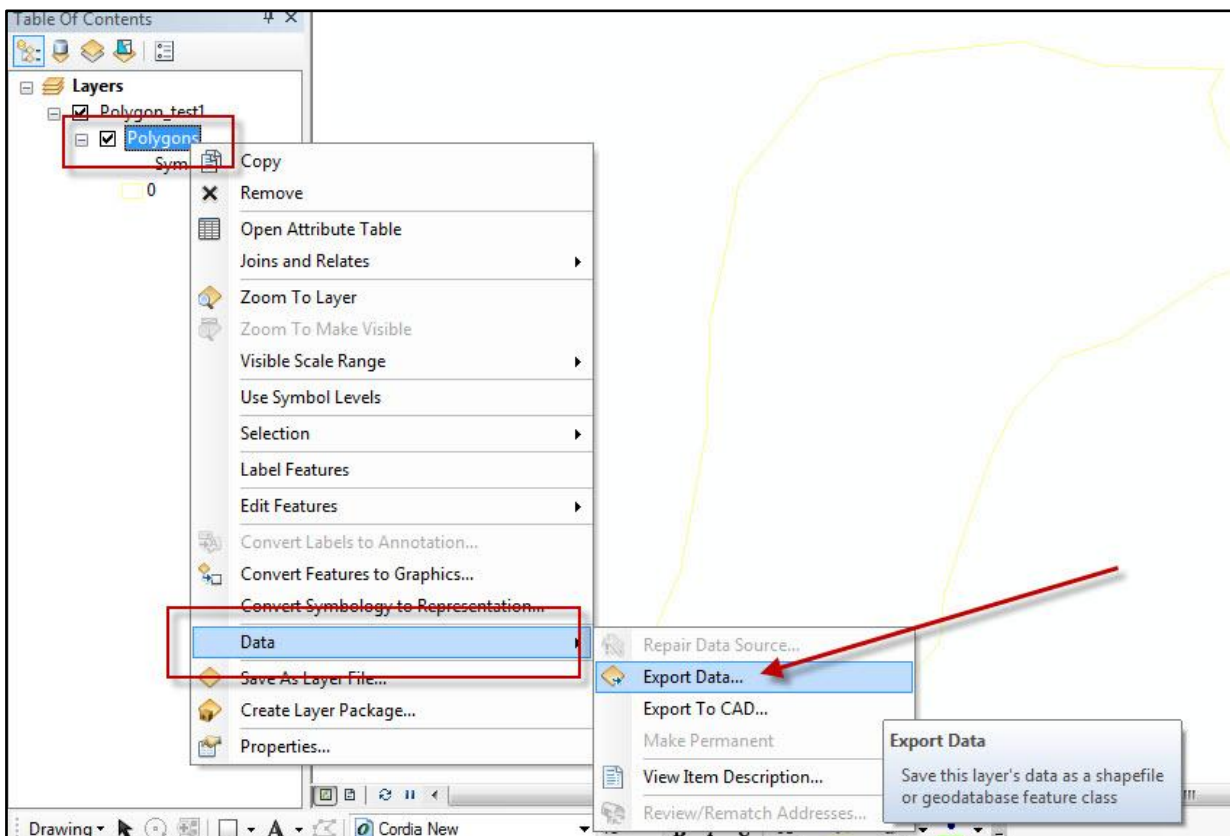 Table Of Contents
Layers
Polygon_test1
Polygons
Sym
0
Copy
Remove
Open Attribute Table
Joins and Relates
Zoom To Layer
Zoom To Make Visible
Visible Scale Range
Use Symbol Levels
Selection
Label Features
Edit Features
Convert Labels to Annotation...
Convert Features to Graphics...
Convert Symbology to Representation...
Data
Save As Layer File...
Create Layer Package...
Properties...
Repair Data Source...
Export Data...
Export To CAD...
Make Permanent
View Item Description...
Review/Rematch Addresses...
Export Data
Save this layer's data as a shapefile
or geodatabase feature class
Drawing
A
Cordia New